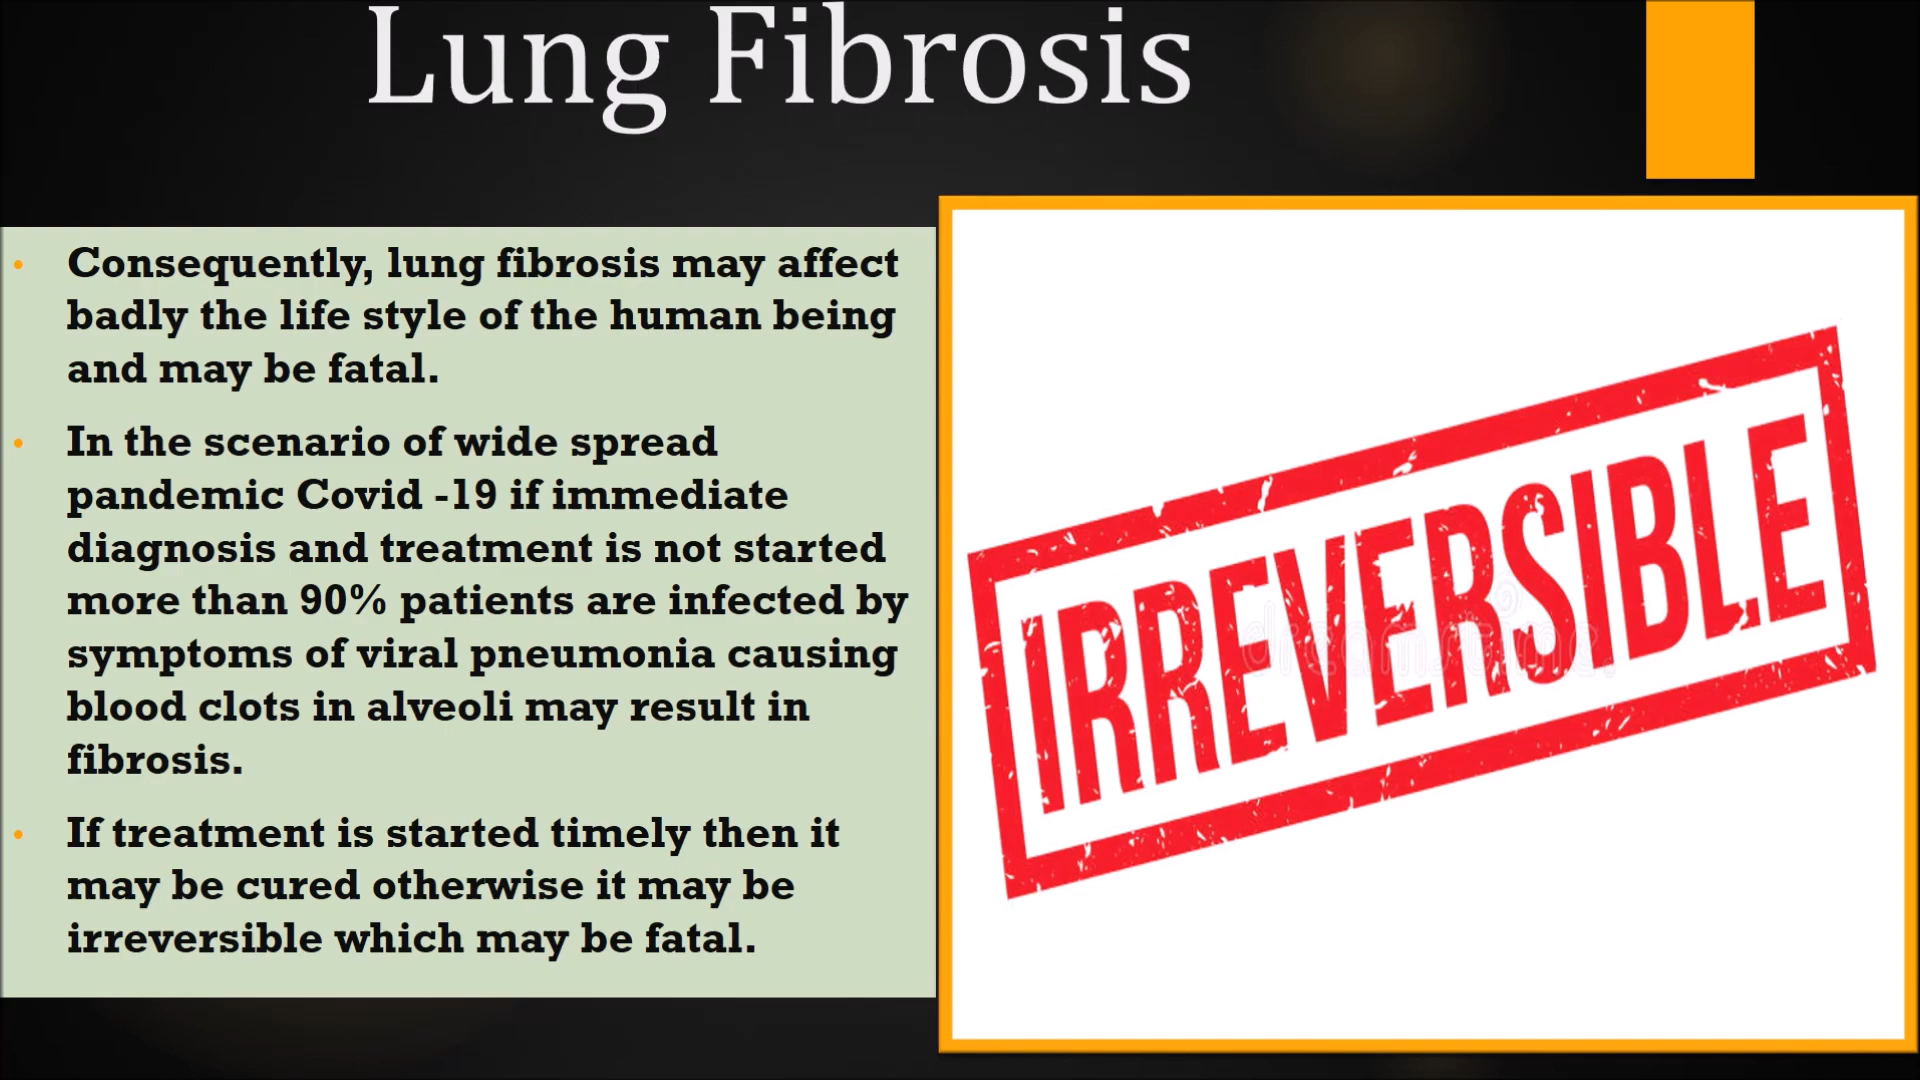 Lung Fibrosis
• Consequently, lung fibrosis may affect
badly the life style of the human being
and may be fatal.
• In the scenario of wide spread
pandemic Covid -19 if immediate
diagnosis and treatment is not started
more than 90% patients are infected by
symptoms of viral pneumonia causing
blood clots in alveoli may result in
fibrosis.
• If treatment is started timely then it
may be cured otherwise it may be
irreversible which may be fatal.
IRREVERSIBLE
dreamstime.